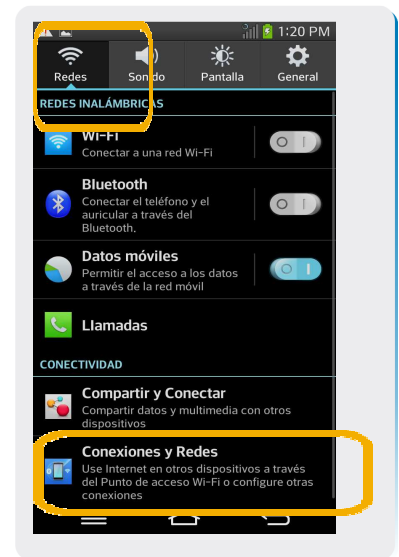 1:20 PM
Redes Sonido Pantalla General
REDES INALÁMBRICAS
Wi-Fi
Conectar a una red Wi-Fi
Bluetooth
Conectar el teléfono y el
auricular a través del
Bluetooth.
Datos móviles
Permitir el acceso a los datos
a través de la red móvil
Llamadas
CONECTIVIDAD
Compartir y Conectar
Compartir datos y multimedia con otros
dispositivos
Conexiones y Redes
Use Internet en otros dispositivos a través
del Punto de acceso Wi-Fi o configure otras
conexiones